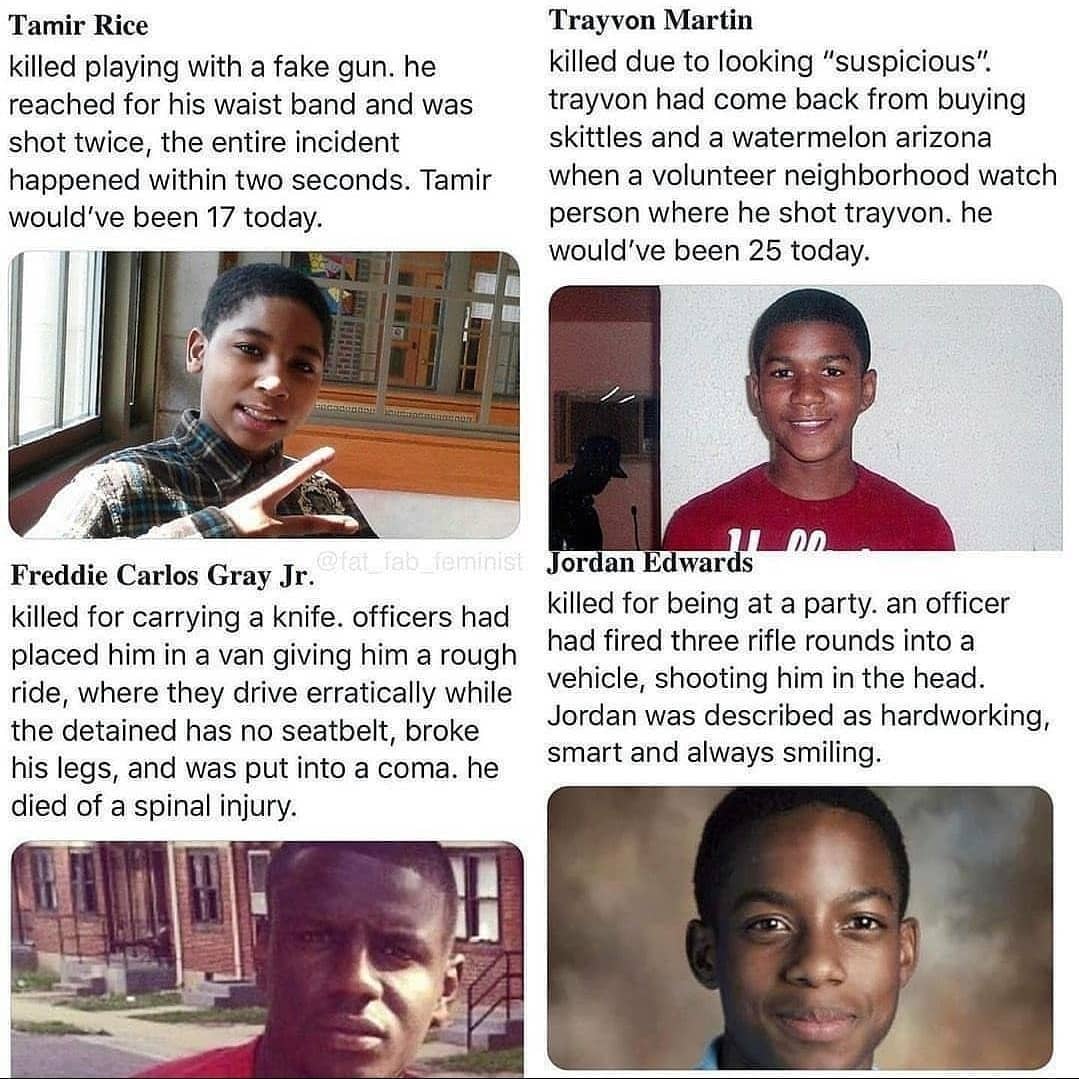 Tamir Rice
killed playing with a fake gun. he
reached for his waist band and was
shot twice, the entire incident
happened within two seconds. Tamir
would've been 17 today.
Trayvon Martin
killed due to looking “suspicious”.
trayvon had come back from buying
skittles and a watermelon arizona
when a volunteer neighborhood watch
person where he shot trayvon. he
would've been 25 today.
@fat_fab_feminist
Freddie Carlos Gray Jr.
killed for carrying a knife. officers had
placed him in a van giving him a rough
ride, where they drive erratically while
the detained has no seatbelt, broke
his legs, and was put into a coma. he
died of a spinal injury.
Jordan Edwards
killed for being at a party. an officer
had fired three rifle rounds into a
vehicle, shooting him in the head.
Jordan was described as hardworking,
smart and always smiling.